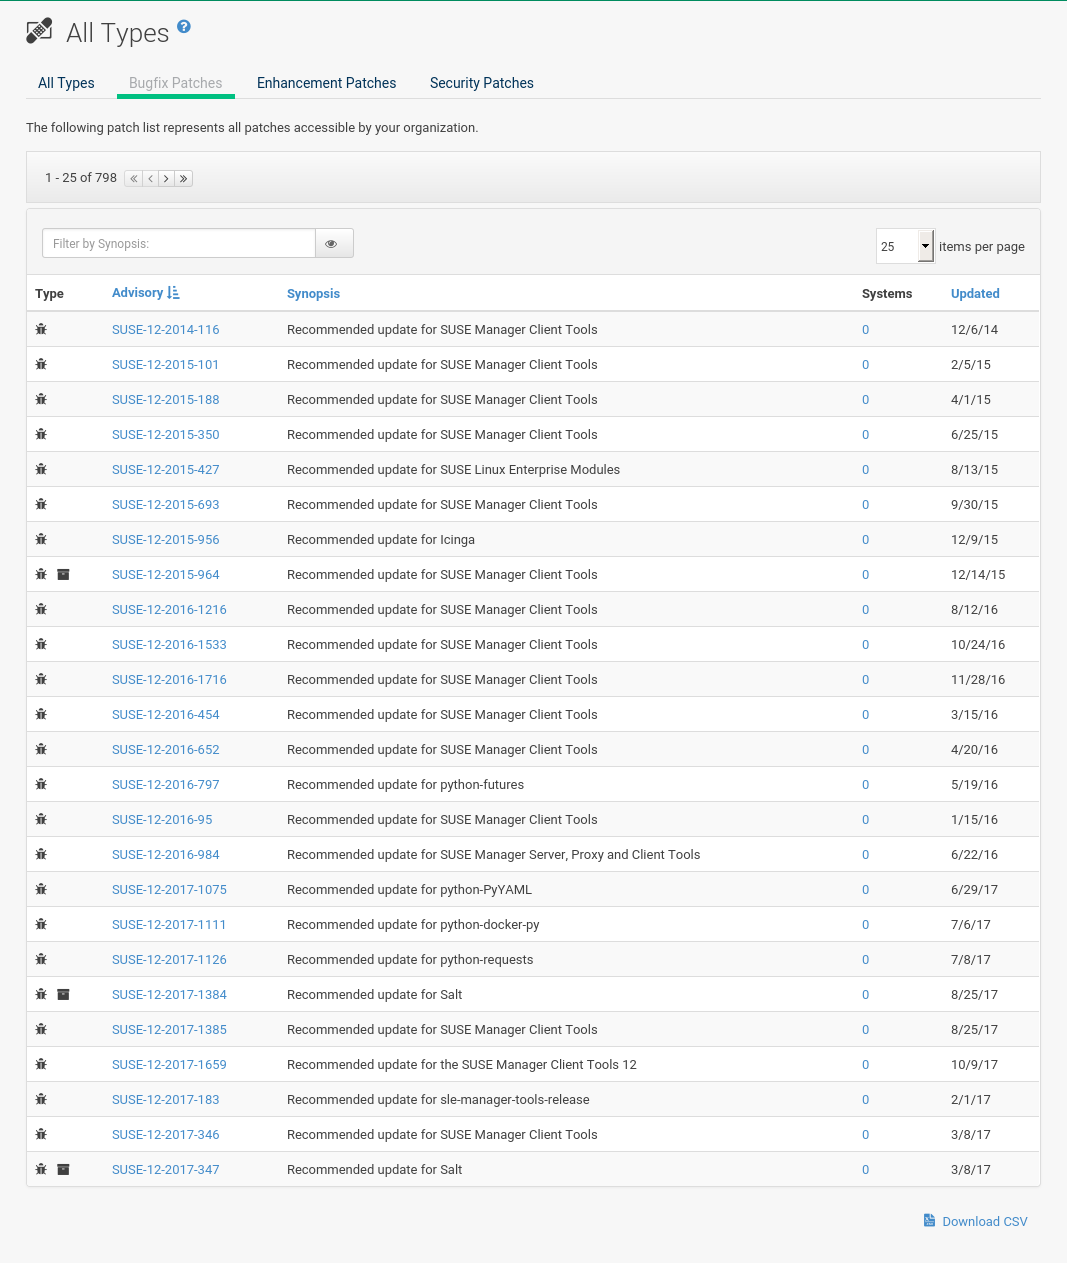 All Types ?
All Types Bugfix Patches Enhancement Patches Security Patches
The following patch list represents all patches accessible by your organization.
1 - 25 of 798
Filter by Synopsis: 25 items per page
Type Advisory Synopsis Systems Updated
SUSE-12-2014-116 Recommended update for SUSE Manager Client Tools 0 12/6/14
SUSE-12-2015-101 Recommended update for SUSE Manager Client Tools 0 2/5/15
SUSE-12-2015-188 Recommended update for SUSE Manager Client Tools 0 4/1/15
SUSE-12-2015-350 Recommended update for SUSE Manager Client Tools 0 6/25/15
SUSE-12-2015-427 Recommended update for SUSE Linux Enterprise Modules 0 8/13/15
SUSE-12-2015-693 Recommended update for SUSE Manager Client Tools 0 9/30/15
SUSE-12-2015-956 Recommended update for Icinga 0 12/9/15
SUSE-12-2015-964 Recommended update for SUSE Manager Client Tools 0 12/14/15
SUSE-12-2016-1216 Recommended update for SUSE Manager Client Tools 0 8/12/16
SUSE-12-2016-1533 Recommended update for SUSE Manager Client Tools 0 10/24/16
SUSE-12-2016-1716 Recommended update for SUSE Manager Client Tools 0 11/28/16
SUSE-12-2016-454 Recommended update for SUSE Manager Client Tools 0 3/15/16
SUSE-12-2016-652 Recommended update for SUSE Manager Client Tools 0 4/20/16
SUSE-12-2016-797 Recommended update for python-futures 0 5/19/16
SUSE-12-2016-95 Recommended update for SUSE Manager Client Tools 0 1/15/16
SUSE-12-2016-984 Recommended update for SUSE Manager Server, Proxy and Client Tools 0 6/22/16
SUSE-12-2017-1075 Recommended update for python-PyYAML 0 6/29/17
SUSE-12-2017-1111 Recommended update for python-docker-py 0 7/6/17
SUSE-12-2017-1126 Recommended update for python-requests 0 7/8/17
SUSE-12-2017-1384 Recommended update for Salt 0 8/25/17
SUSE-12-2017-1385 Recommended update for SUSE Manager Client Tools 0 8/25/17
SUSE-12-2017-1659 Recommended update for the SUSE Manager Client Tools 12 0 10/9/17
SUSE-12-2017-183 Recommended update for sle-manager-tools-release 0 2/1/17
SUSE-12-2017-346 Recommended update for SUSE Manager Client Tools 0 3/8/17
SUSE-12-2017-347 Recommended update for Salt 0 3/8/17
Download CSV